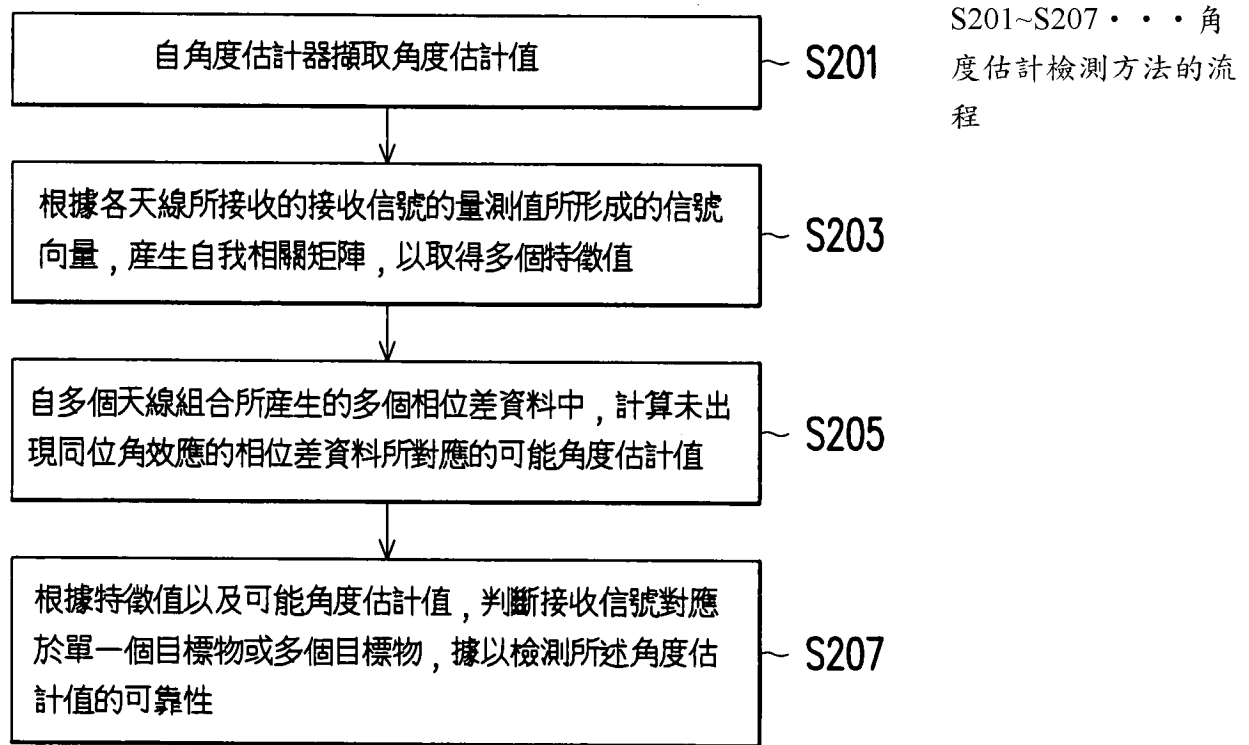 自角度估計器擷取角度估計值
S201
根據各天線所接收的接收信號的量測值所形成的信號
向量，產生自我相關矩陣，以取得多個特徵值
S203
自多個天線組合所產生的多個相位差資料中，計算未出
現同位角效應的相位差資料所對應的可能角度估計值
S205
根據特徵值以及可能角度估計值，判斷接收信號對應
於單一個目標物或多個目標物，據以檢測所述角度估
計值的可靠性
S207
S201~S207・・・角
度估計檢測方法的流
程